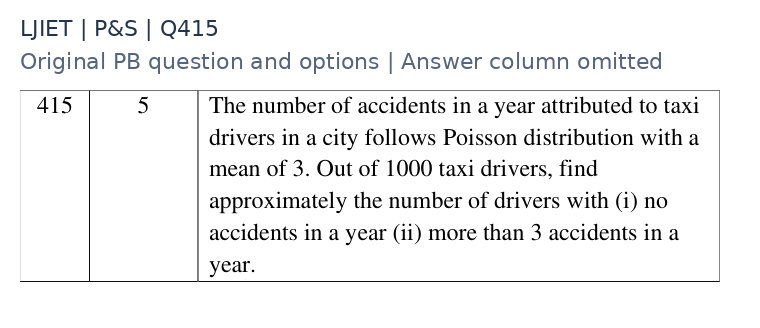 LJIET | P&S | Q415
Original PB question and options | Answer column omitted
415 5 The number of accidents in a year attributed to taxi
drivers in a city follows Poisson distribution with a
mean of 3. Out of 1000 taxi drivers, find
approximately the number of drivers with (i) no
accidents in a year (ii) more than 3 accidents in a
year.